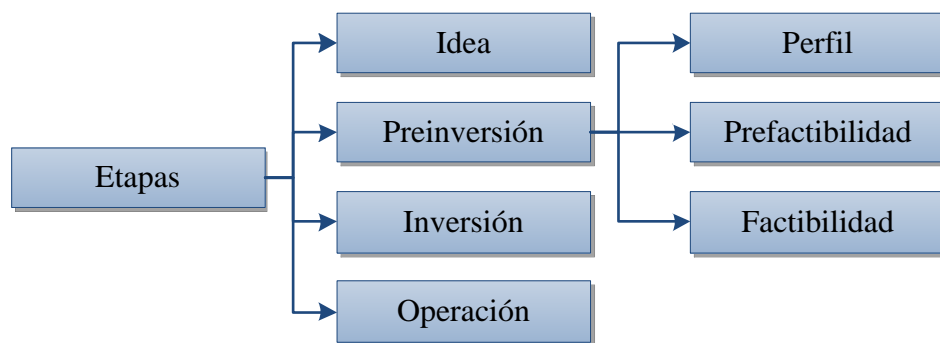 Etapas
Idea
Preinversión
Inversión
Operación
Perfil
Prefactibilidad
Factibilidad